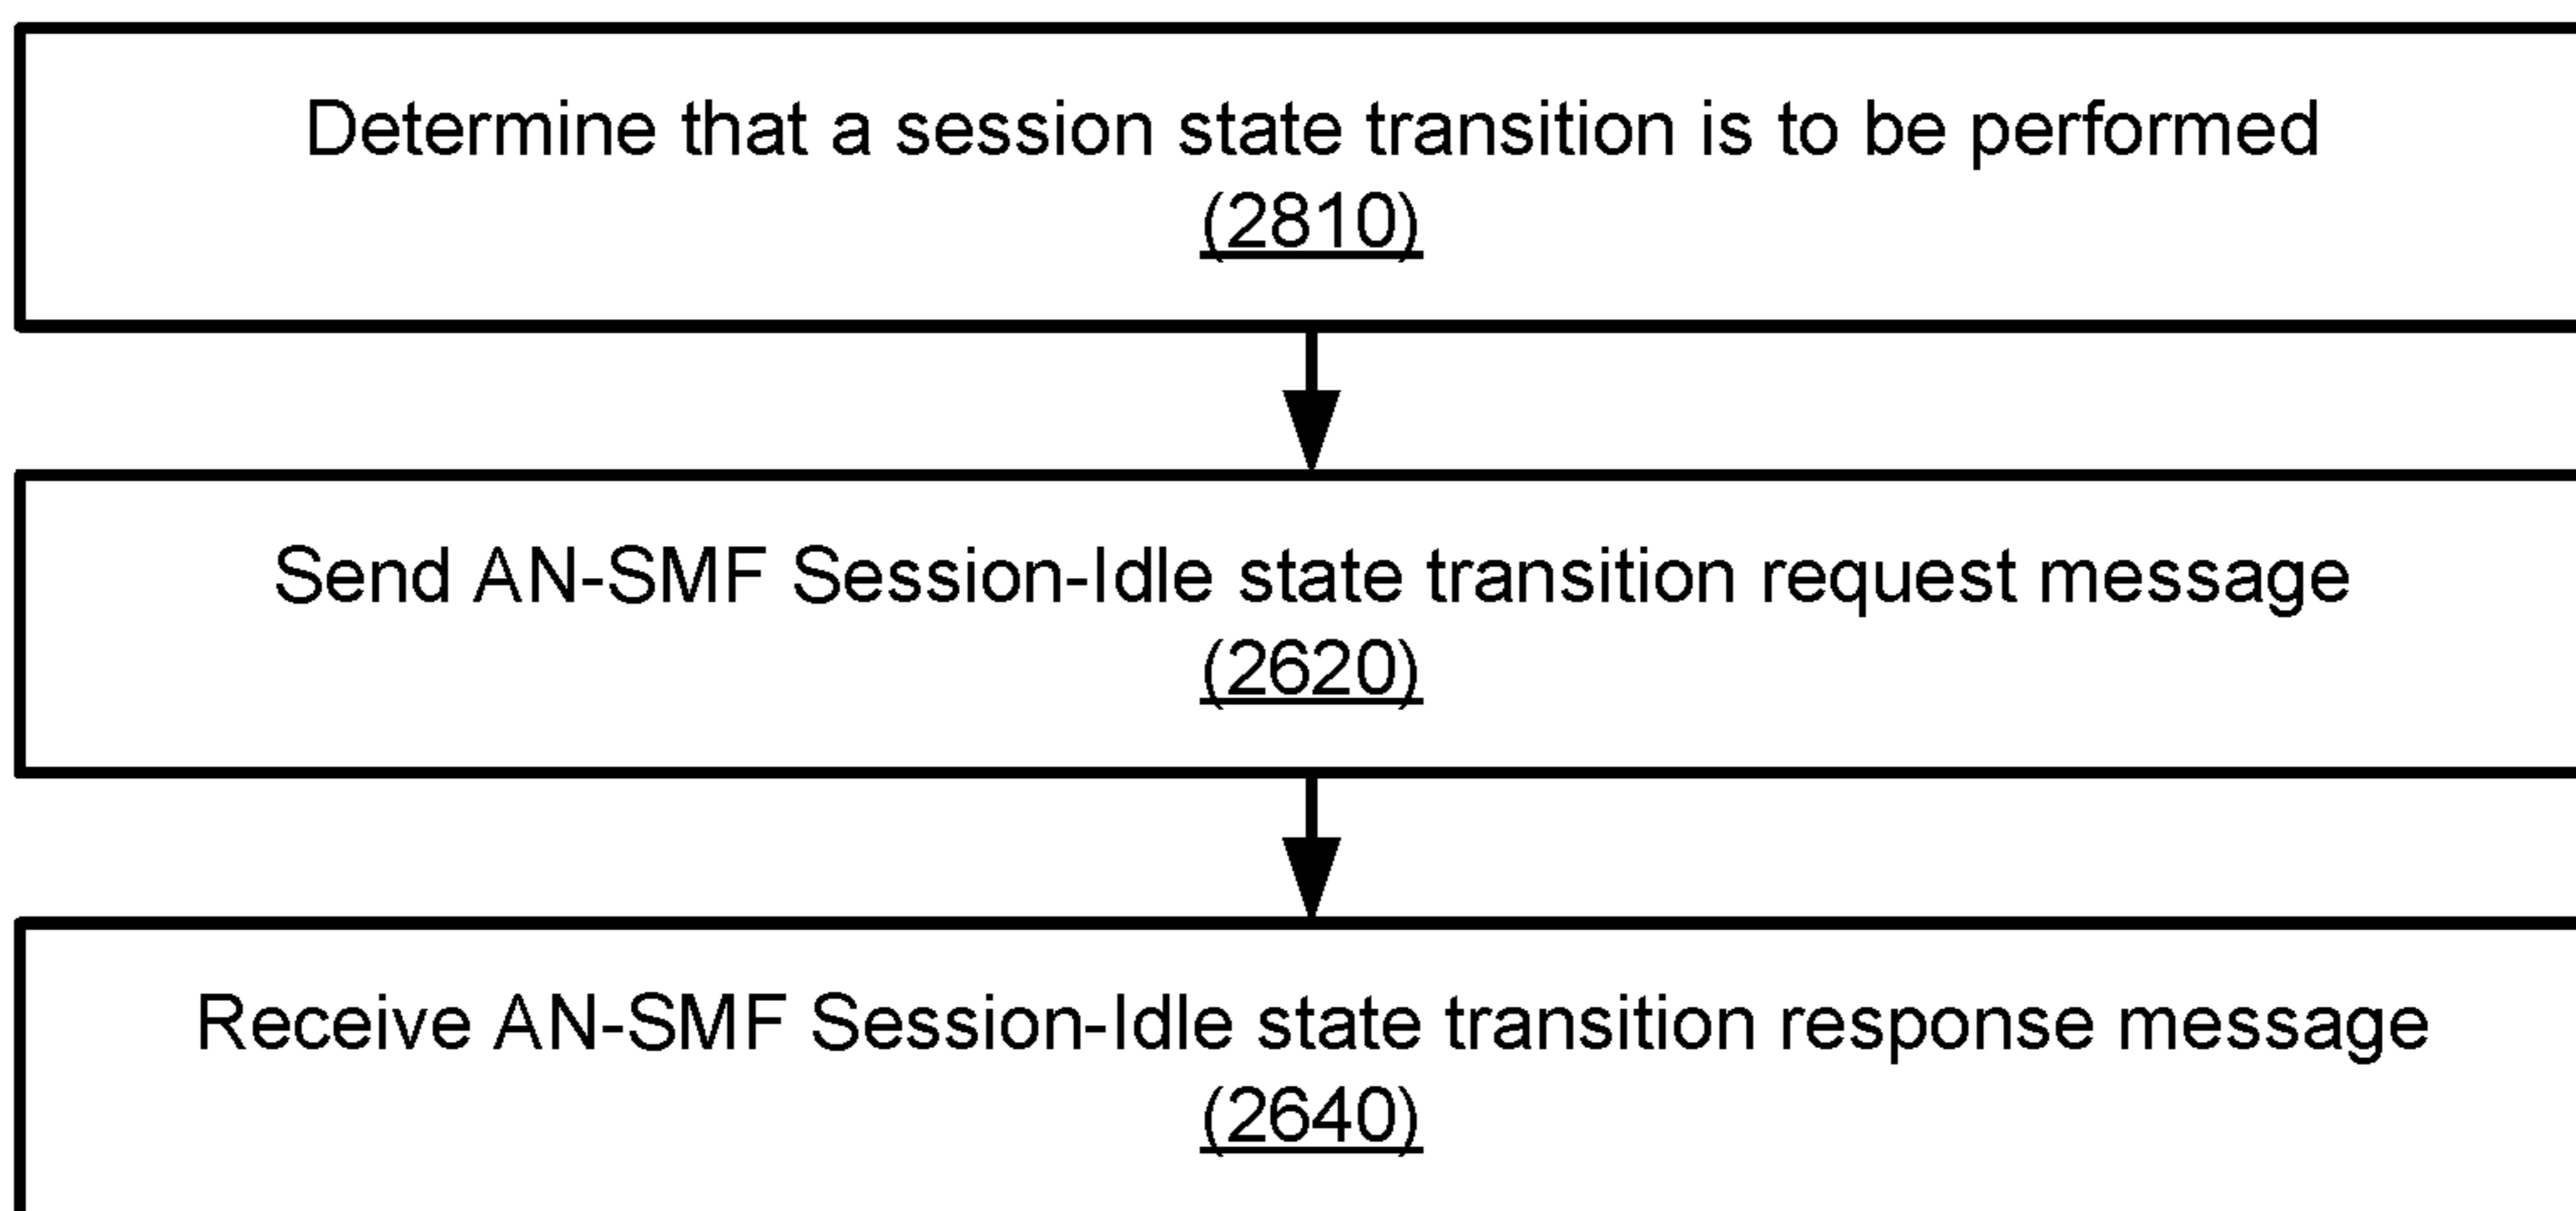 Determine that a session state transition is to be performed
(2810)
Send AN-SMF Session-Idle state transition request message
(2620)
Receive AN-SMF Session-Idle state transition response message
(2640)